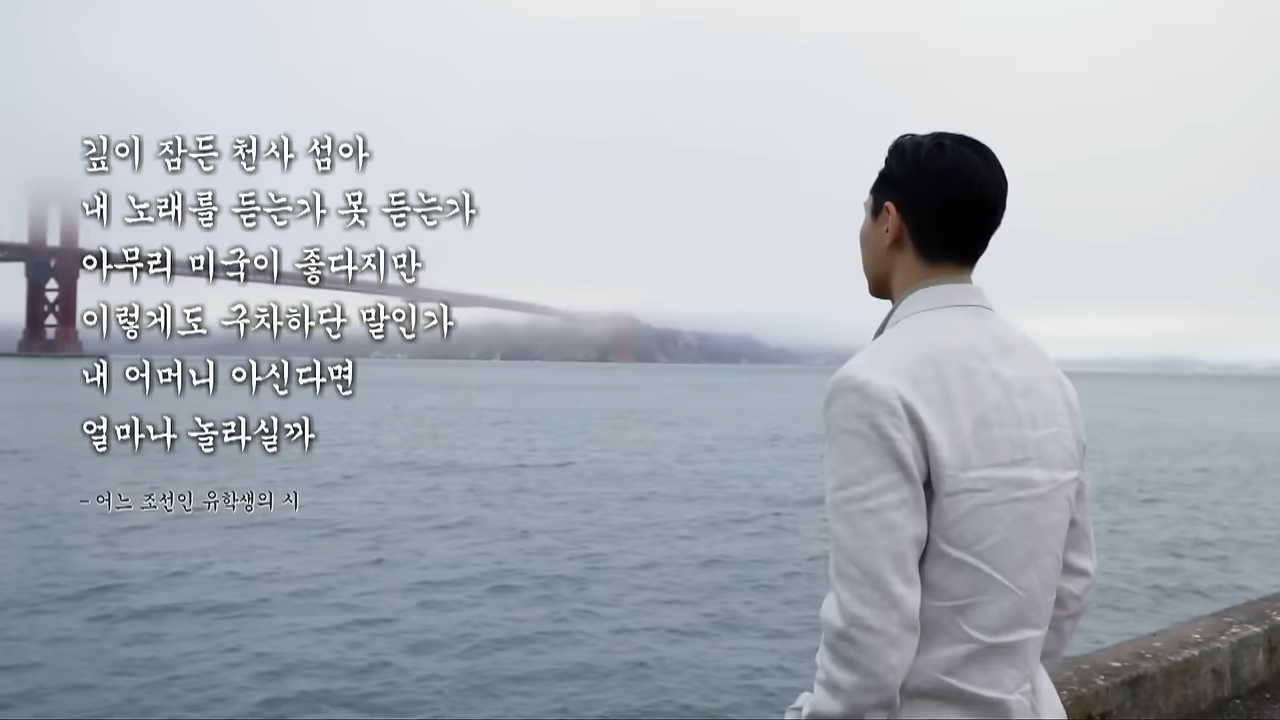 깊이 잠든 천사 섬아
내 노래를 듣는가 못 듣는가
아무리 미국이 좋다지만
이렇게도 구차하단 말인가
내 어머니 아신다면
얼마나 놀라실까
- 어느 조선인 유학생의 시